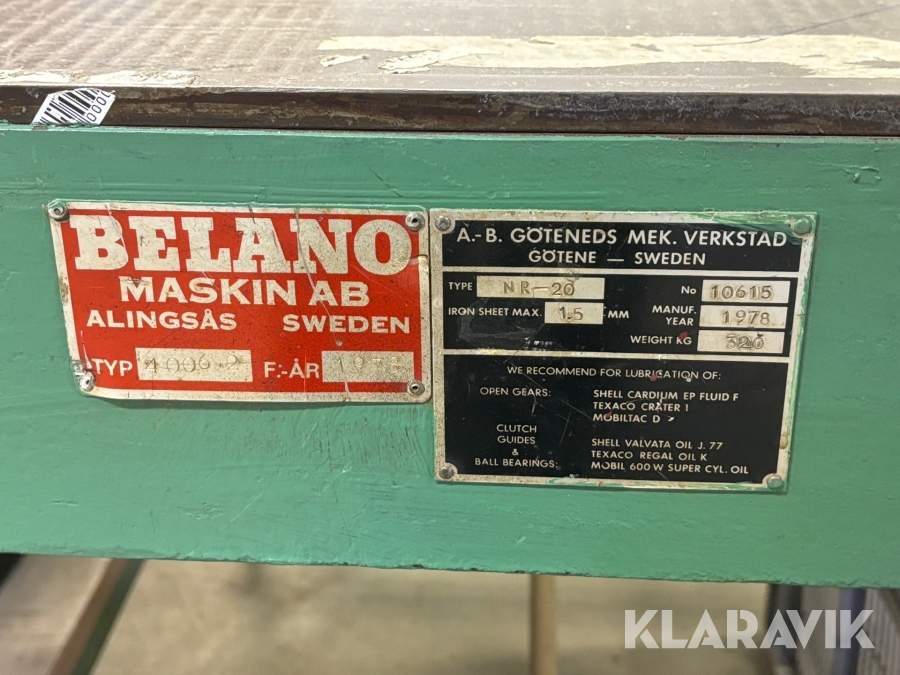 BELANO
MASKIN AB
ALINGSÅS SWEDEN
TYP 4006-2 F.-ÅR 1978
A.-B. GÖTENEDS MEK. VERKSTAD
GÖTENE — SWEDEN
TYPE NR-20 No 10615
IRON SHEET MAX. 1.5 MM MANUF. YEAR 1978
WEIGHT KG
WE RECOMMEND FOR LUBRICATION OF:
OPEN GEARS: SHELL CARDIUM EP FLUID F
TEXACO CRATER 1
MOBILTAC D
CLUTCH
GUIDES
&
BALL BEARINGS:
SHELL VALVATA OIL J. 77
TEXACO REGAL OIL K
MOBIL 600 W SUPER CYL. OIL
KLARAVIK